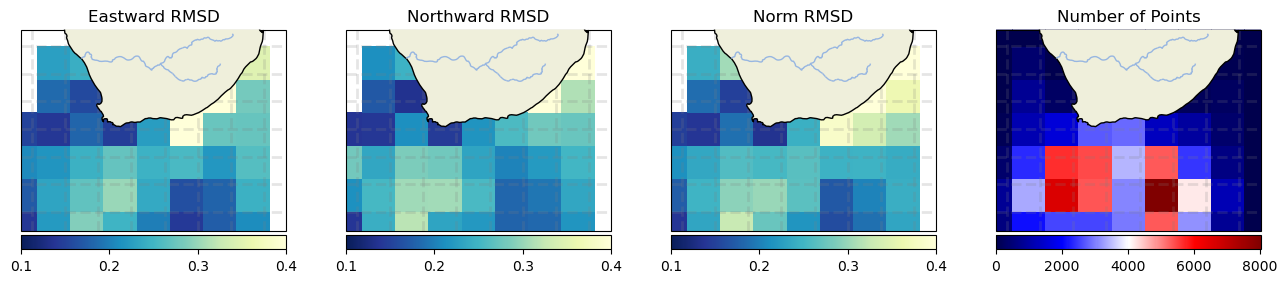 Eastward RMSD
Northward RMSD
Norm RMSD
Number of Points
0.1 0.2 0.3 0.4
0.1 0.2 0.3 0.4
0.1 0.2 0.3 0.4
0 2000 4000 6000 8000